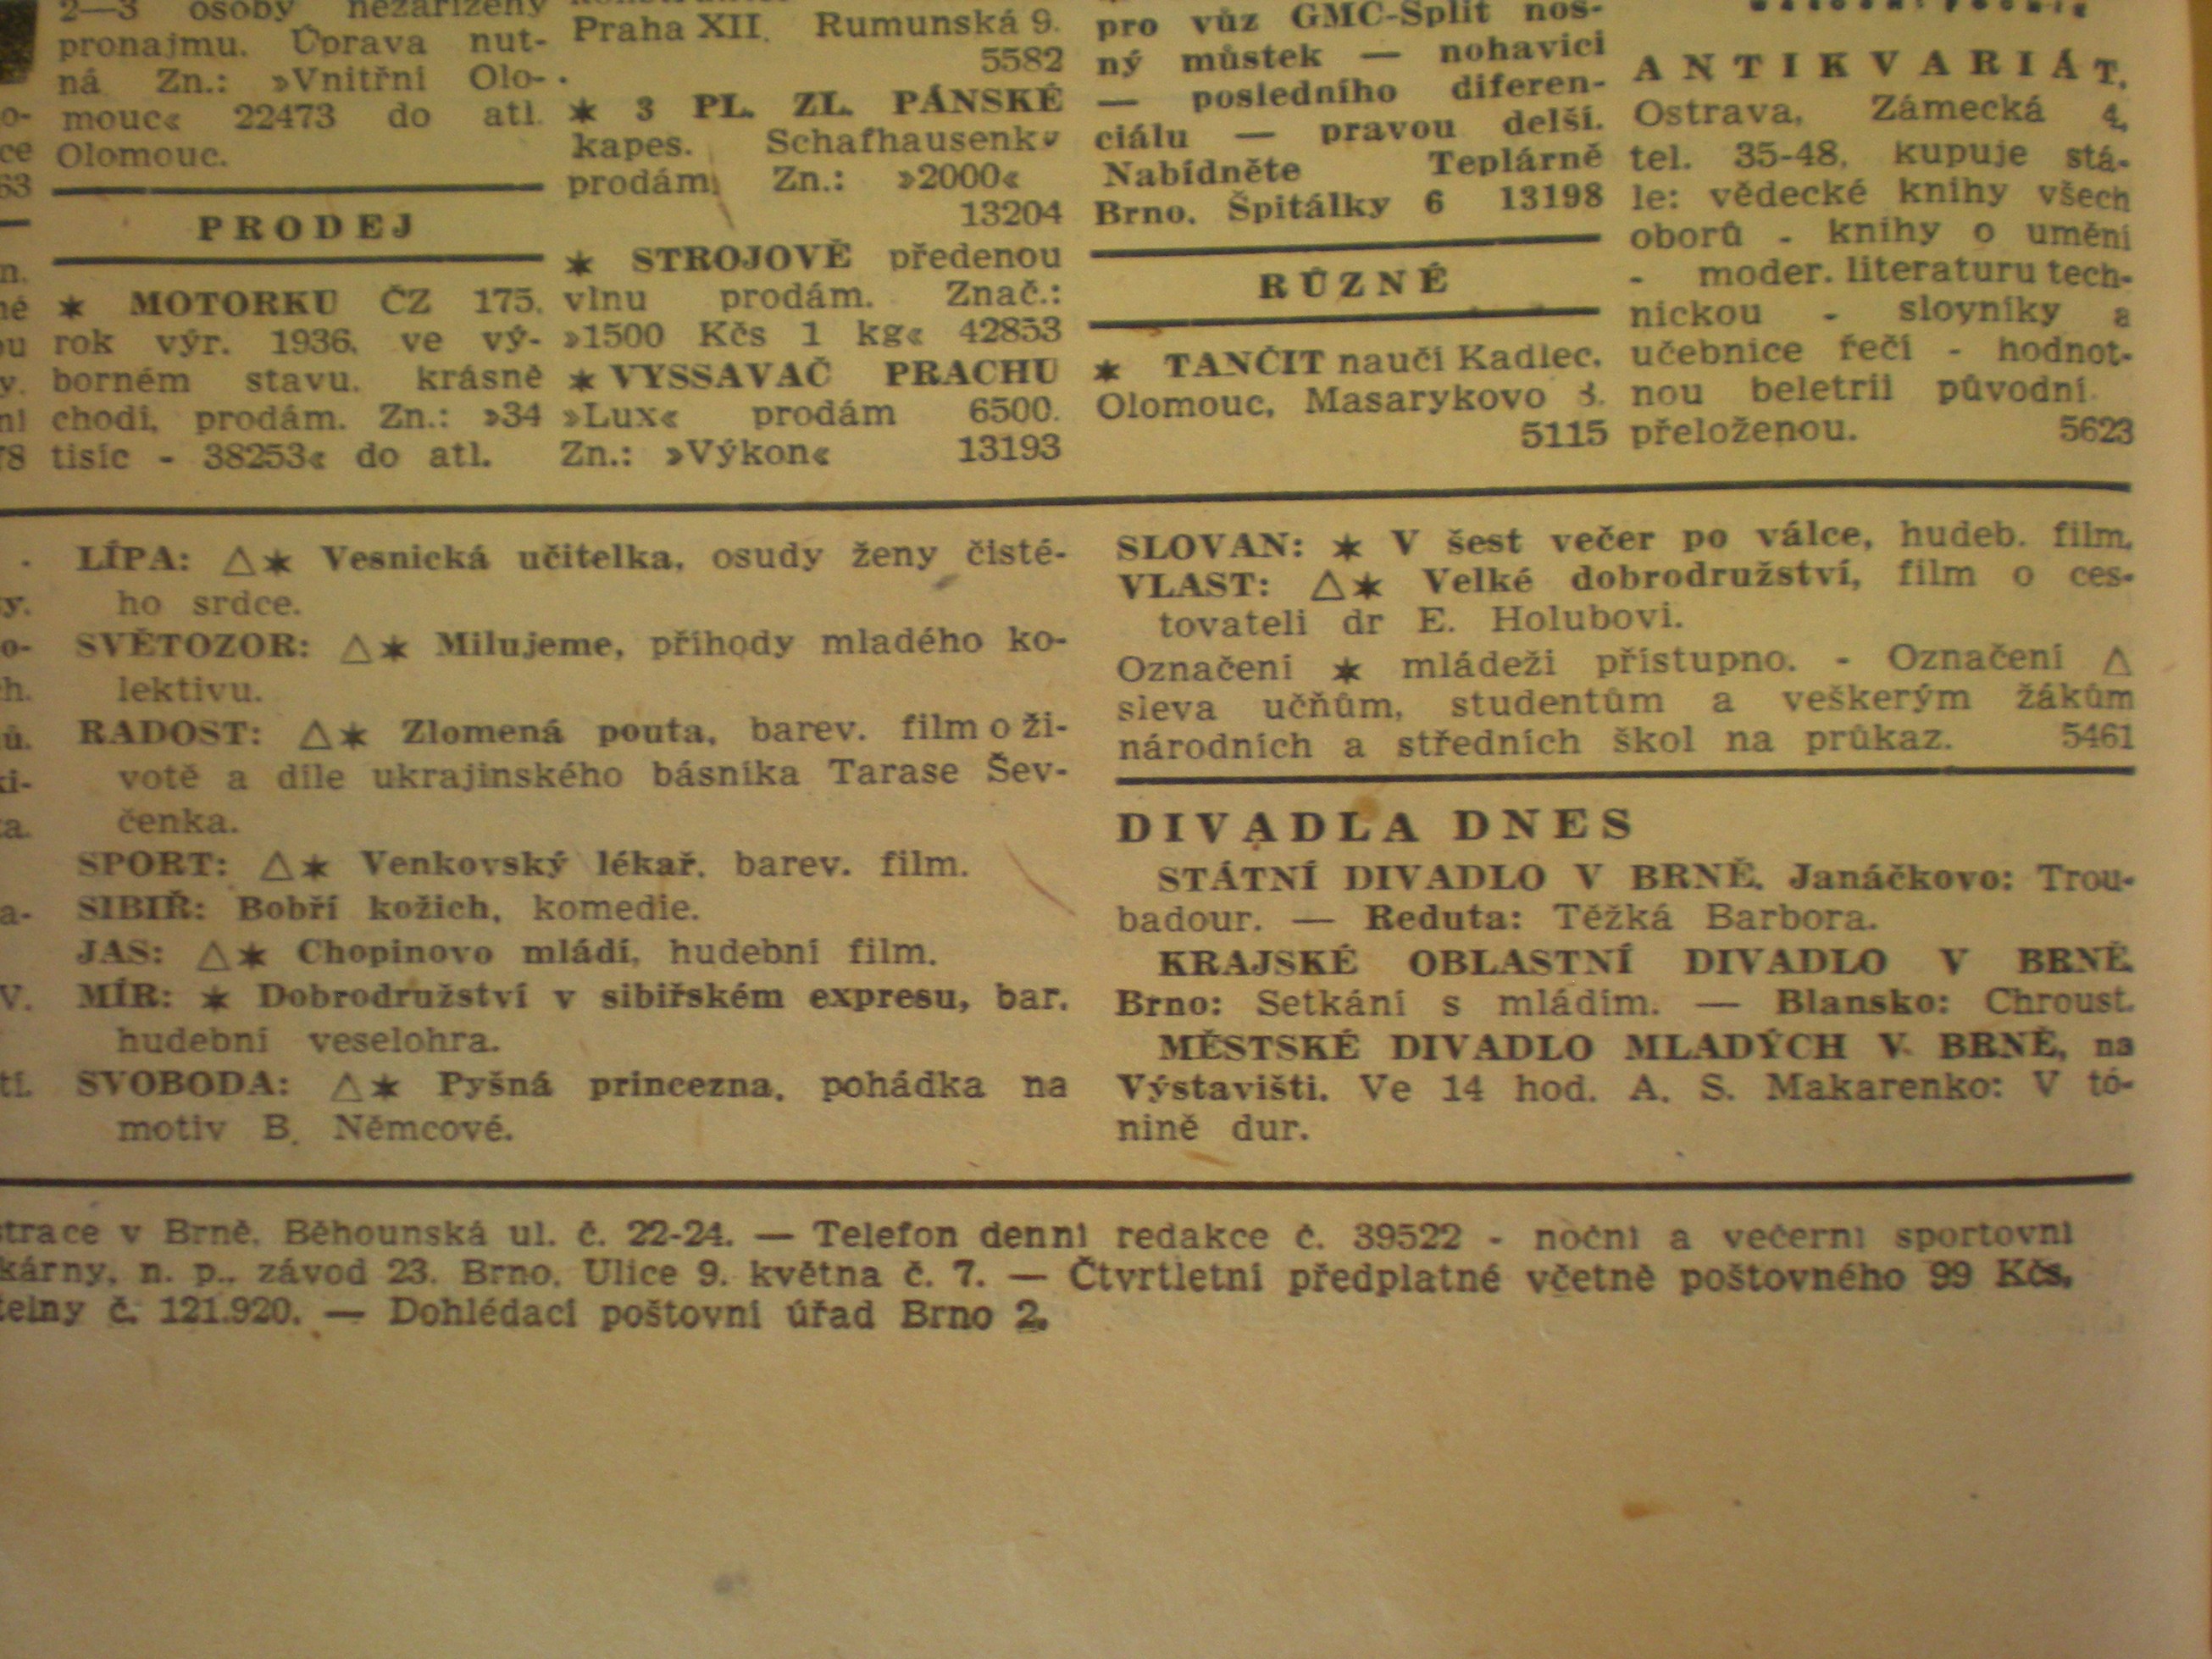 2—3 osoby nezařízený
pronajmu. Úprava nut-
ná Zn.: »Vnitřní Olo-
mouc« 22473 do atl.
Olomouc.
PRODEJ
✶ MOTORKU ČZ 175,
rok výr. 1936, ve vý-
borném stavu, krásně
chodí, prodám. Zn.: »34
tisíc - 38253« do atl.
Praha XII. Rumunská 9.
5582
✶ 3 PL. ZL. PÁNSKÉ
kapes. Schafhausenky
prodám. Zn.: »2000«
13204
✶ STROJOVĚ předenou
vlnu prodám. Znač.:
»1500 Kčs 1 kg« 42853
✶ VYSSAVAČ PRACHU
»Lux« prodám 6500.
Zn.: »Výkon« 13193
pro vůz GMC-Split nos-
ný můstek — nohavici
— posledního diferen-
ciálu — pravou delší.
Nabídněte Teplárně
Brno, Špitálky 6 13198
RŮZNÉ
✶ TANČIT naučí Kadlec,
Olomouc, Masarykovo 3.
5115
ANTIKVARIÁT,
Ostrava, Zámecká 4,
tel. 35-48, kupuje stá-
le: vědecké knihy všech
oborů - knihy o umění
- moder. literaturu tech-
nickou - slovníky a
učebnice řečí - hodnot-
nou beletrii původní
přeloženou. 5623
LÍPA: △✶ Vesnická učitelka, osudy ženy čisté-
ho srdce.
SVĚTOZOR: △✶ Milujeme, příhody mladého ko-
lektivu.
RADOST: △✶ Zlomená pouta, barev. film o ži-
votě a díle ukrajinského básníka Tarase Šev-
čenka.
SPORT: △✶ Venkovský lékař, barev. film.
SIBIŘ: Bobří kožich, komedie.
JAS: △✶ Chopinovo mládí, hudební film.
MÍR: ✶ Dobrodružství v sibiřském expresu, bar.
hudební veselohra.
SVOBODA: △✶ Pyšná princezna, pohádka na
motiv B. Němcové.
SLOVAN: ✶ V šest večer po válce, hudeb. film.
VLAST: △✶ Velké dobrodružství, film o ces-
tovateli dr E. Holubovi.
Označení ✶ mládeži přístupno. - Označení △
sleva učňům, studentům a veškerým žákům
národních a středních škol na průkaz. 5461
DIVADLA DNES
STÁTNÍ DIVADLO V BRNĚ. Janáčkovo: Trou-
badour. — Reduta: Těžká Barbora.
KRAJSKÉ OBLASTNÍ DIVADLO V BRNĚ.
Brno: Setkání s mládím. — Blansko: Chroust.
MĚSTSKÉ DIVADLO MLADÝCH V BRNĚ, na
Výstavišti. Ve 14 hod. A. S. Makarenko: V tó-
nině dur.
strace v Brně, Běhounská ul. č. 22-24. — Telefon denní redakce č. 39522 - noční a večerní sportovní
kárny, n. p., závod 23. Brno, Ulice 9. května č. 7. — Čtvrtletní předplatné včetně poštovného 99 Kčs,
telny č. 121.920. — Dohlédací poštovní úřad Brno 2.